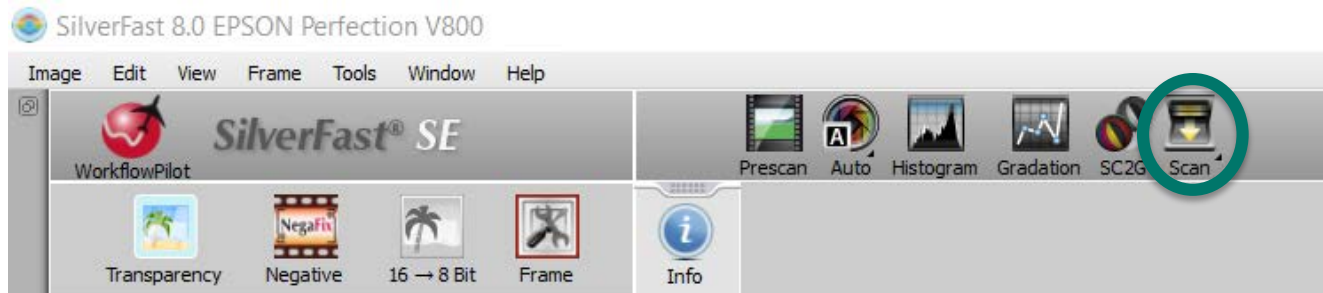 SilverFast 8.0 EPSON Perfection V800
Image Edit View Frame Tools Window Help
WorkflowPilot
SilverFast® SE
A
Prescan Auto Histogram Gradation SC2G Scan
NegaFix
Transparency Negative 16 → 8 Bit Frame
i
Info